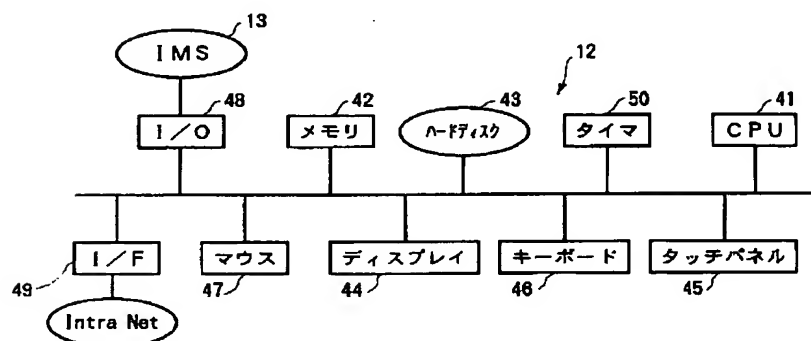 13
IMS
12
48
42
43
50
41
I/O
メモリ
ハードディスク
タイマ
CPU
I/F
マウス
ディスプレイ
キーボード
タッチパネル
49
47
44
46
45
Intra Net